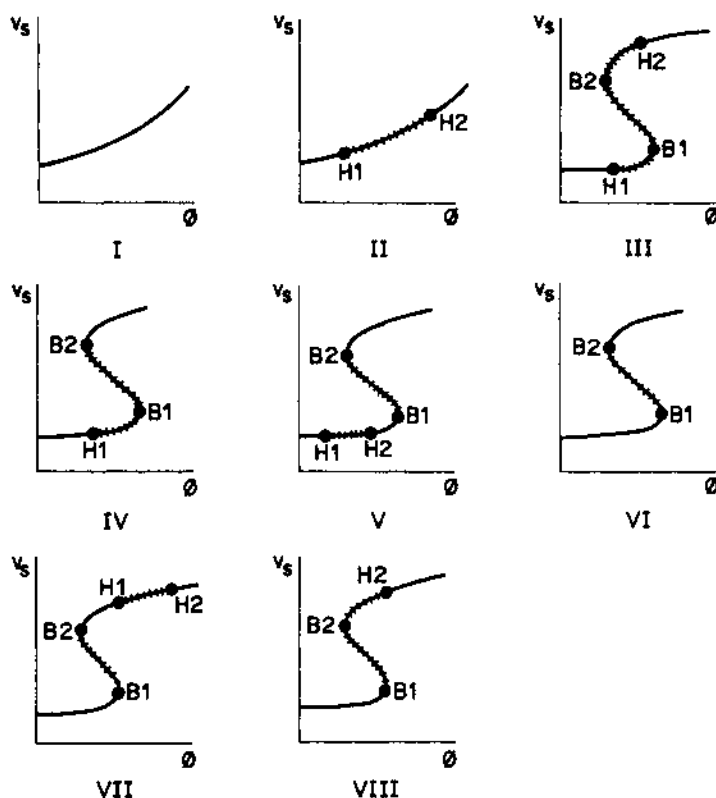 Vs Vs Vs
H2
B2
H2
B1
H1 H1
Ø Ø Ø
I II III
Vs Vs Vs
B2 B2 B2
B1 B1 B1
H1 H1 H2
Ø Ø Ø
IV V VI
Vs Vs
H1 H2 H2
B2 B2
B1 B1
Ø Ø
VII VIII